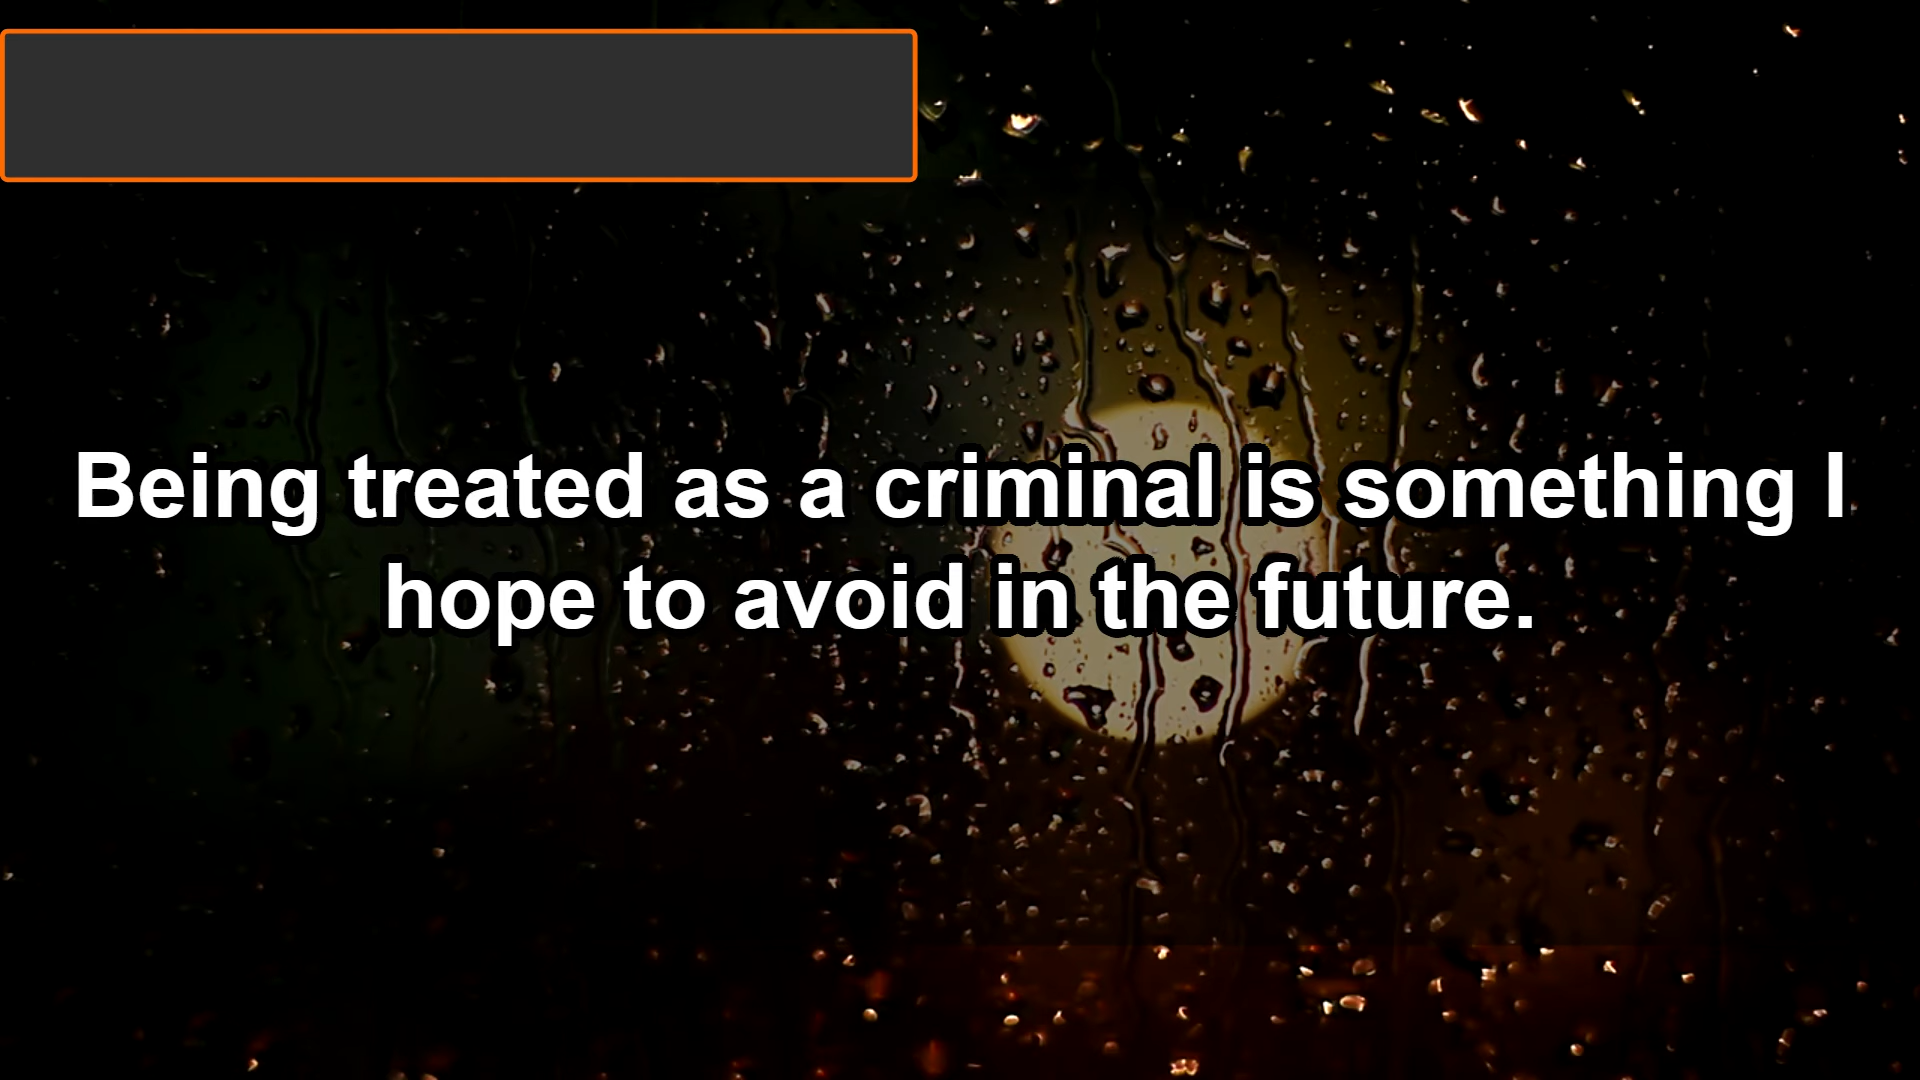 Being treated as a criminal is something I
hope to avoid in the future.